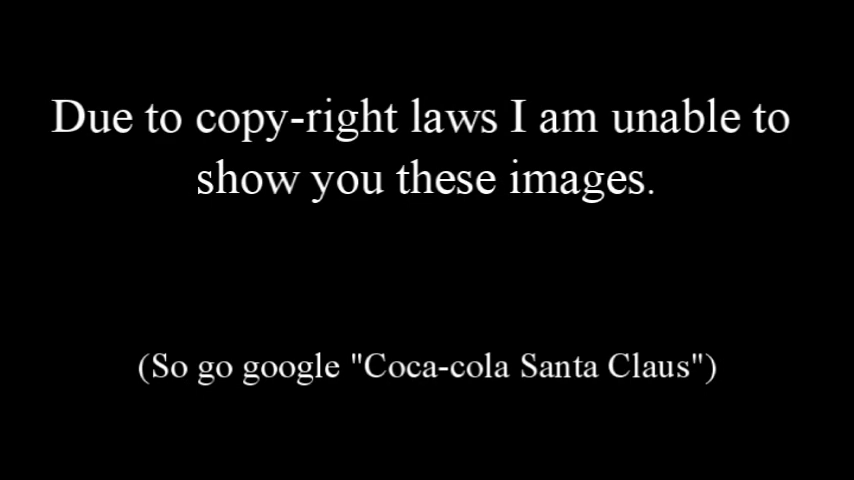 Due to copy-right laws I am unable to
show you these images.
(So go google "Coca-cola Santa Claus")